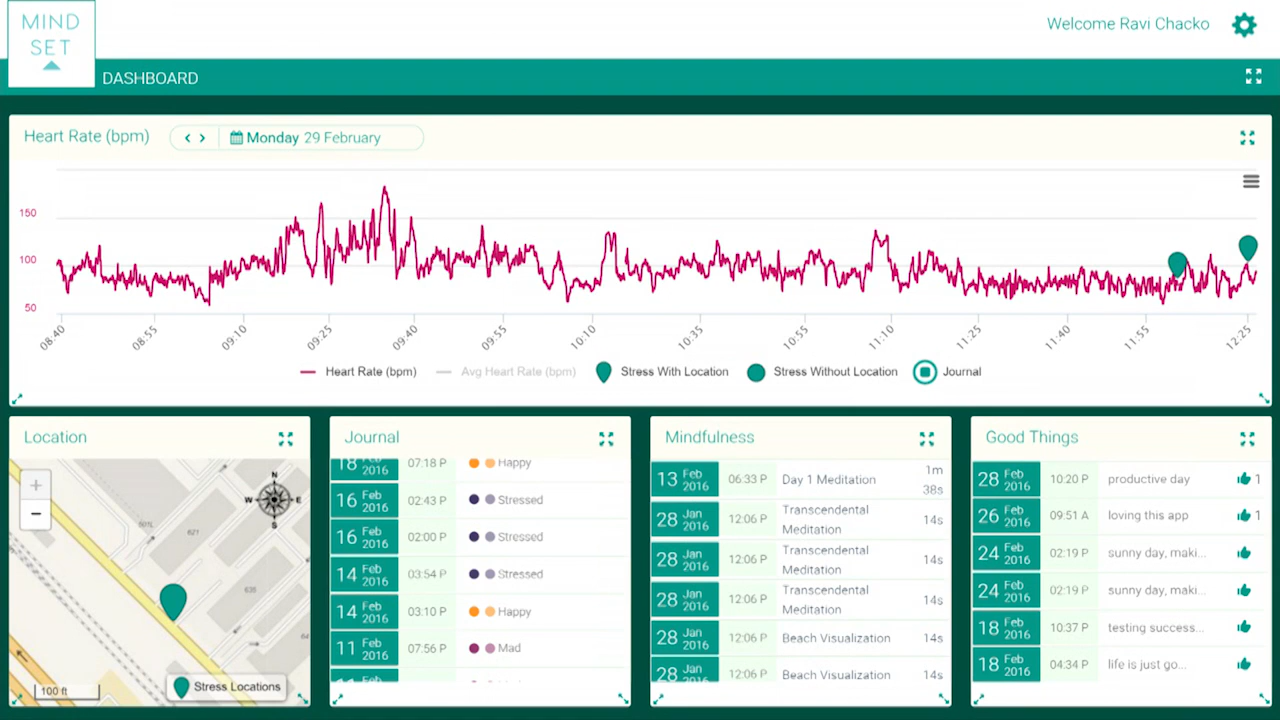 MIND
SET
Welcome Ravi Chacko
DASHBOARD
Heart Rate (bpm)
< >
Monday 29 February
150
100
50
08:40 08:55 09:10 09:25 09:40 09:55 10:10 10:35 10:55 11:10 11:25 11:40 11:55 12:25
Heart Rate (bpm) Avg Heart Rate (bpm) Stress With Location Stress Without Location Journal
Location
+
−
N
W E
S
501L
621
635
64
100 ft
Stress Locations
Journal
18 2016 07:18 P Happy
16 Feb 2016 02:43 P Stressed
16 Feb 2016 02:00 P Stressed
14 Feb 2016 03:54 P Stressed
14 Feb 2016 03:10 P Happy
11 Feb 2016 07:56 P Mad
11 Feb
Mindfulness
13 Feb 2016 06:33 P Day 1 Meditation 1m 38s
28 Jan 2016 12:06 P Transcendental Meditation 14s
28 Jan 2016 12:06 P Transcendental Meditation 14s
28 Jan 2016 12:06 P Transcendental Meditation 14s
28 Jan 2016 12:06 P Beach Visualization 14s
28 Jan 2016 12:06 P Beach Visualization 14s
Good Things
28 Feb 2016 10:20 P productive day 1
26 Feb 2016 09:51 A loving this app 1
24 Feb 2016 02:19 P sunny day, maki...
24 Feb 2016 02:19 P sunny day, maki...
18 Feb 2016 10:37 P testing success...
18 Feb 2016 04:34 P life is just go...